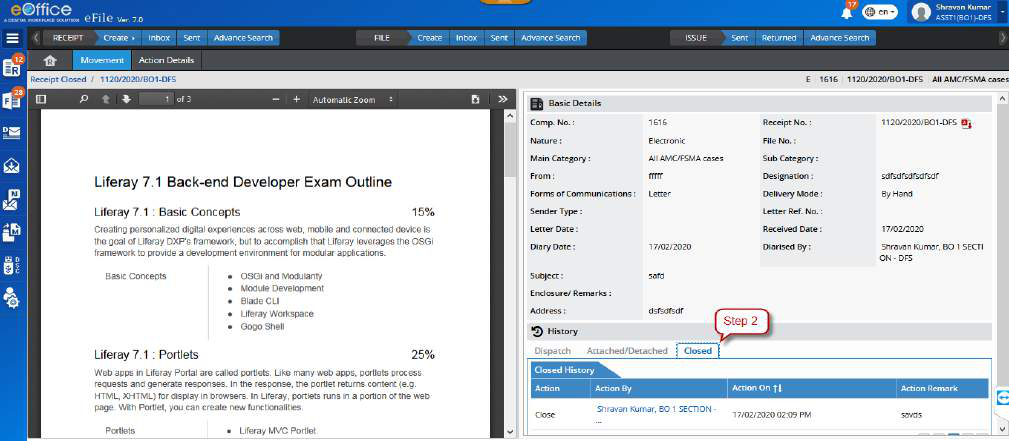 eOffice
A DIGITAL WORKPLACE SOLUTION
eFile Ver. 7.0
17
en
Shravan Kumar
ASST1(BO1)-DFS
RECEIPT Create Inbox Sent Advance Search
FILE Create Inbox Sent Advance Search
ISSUE Sent Returned Advance Search
12
R
Movement Action Details
Receipt Closed / 1120/2020/BO1-DFS
E | 1616 | 1120/2020/BO1-DFS | All AMC/FSMA cases
28
F
D
DSC
1 of 3
Automatic Zoom
Liferay 7.1 Back-end Developer Exam Outline
Liferay 7.1 : Basic Concepts 15%
Creating personalized digital experiences across web, mobile and connected device is
the goal of Liferay DXP's framework, but to accomplish that Liferay leverages the OSGi
framework to provide a development environment for modular applications.
Basic Concepts
OSGi and Modularity
Module Development
Blade CLI
Liferay Workspace
Gogo Shell
Liferay 7.1 : Portlets 25%
Web apps in Liferay Portal are called portlets. Like many web apps, portlets process
requests and generate responses. In the response, the portlet returns content (e.g.
HTML, XHTML) for display in browsers. In Liferay, portlets runs in a portion of the web
page. With Portlet, you can create new functionalities.
Portlets
Liferay MVC Portlet
Basic Details
Comp. No. : 1616 Receipt No. : 1120/2020/BO1-DFS
Nature : Electronic File No. :
Main Category : All AMC/FSMA cases Sub Category :
From : fffff Designation : sdfsdfsdfsdfsdf
Forms of Communications : Letter Delivery Mode : By Hand
Sender Type : Letter Ref. No. :
Letter Date : Received Date : 17/02/2020
Diary Date : 17/02/2020 Diarised By : Shravan Kumar, BO 1 SECTI
ON - DFS
Subject : safd
Enclosure/ Remarks :
Address : dsfsdfsdf
Step 2
History
Dispatch Attached/Detached Closed
Closed History
Action Action By Action On Action Remark
Close Shravan Kumar, BO 1 SECTION - 17/02/2020 02:09 PM savds
...